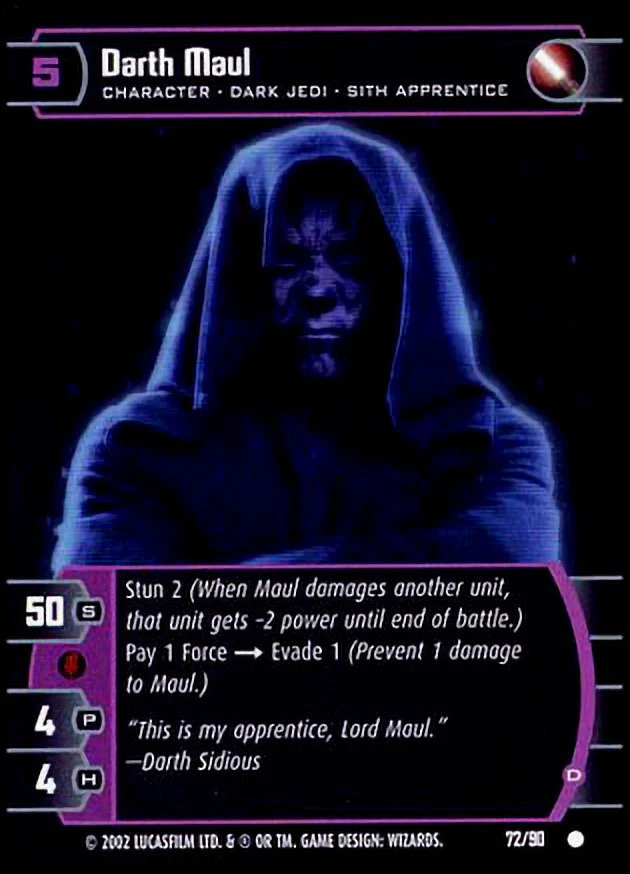 5
Darth Maul
CHARACTER · DARK JEDI · SITH APPRENTICE
50 S
4 P
4 H
Stun 2 (When Maul damages another unit,
that unit gets -2 power until end of battle.)
Pay 1 Force → Evade 1 (Prevent 1 damage
to Maul.)
“This is my apprentice, Lord Maul.”
—Darth Sidious
D
© 2002 LUCASFILM LTD. & ® OR TM. GAME DESIGN: WIZARDS. 72/90